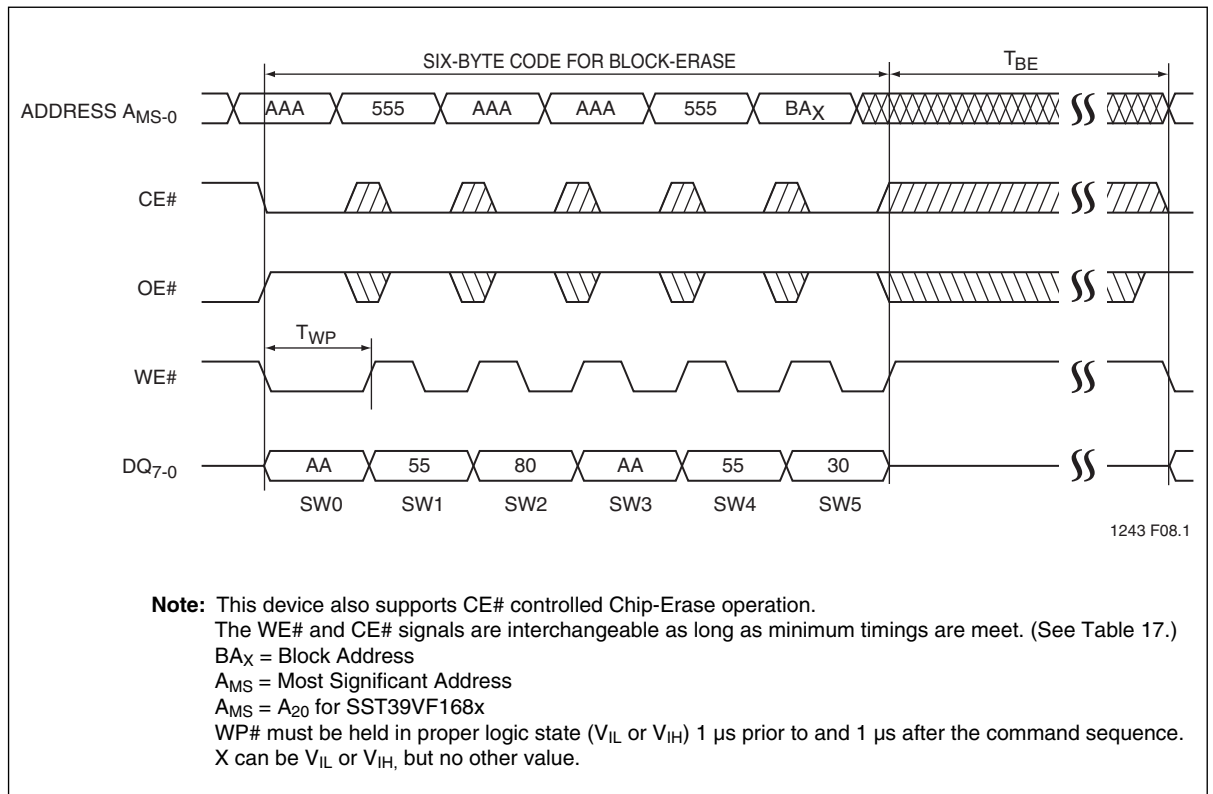 SIX-BYTE CODE FOR BLOCK-ERASE TBE
ADDRESS AMS-0 AAA 555 AAA AAA 555 BAX
CE#
OE#
TWP
WE#
DQ7-0 AA 55 80 AA 55 30
SW0 SW1 SW2 SW3 SW4 SW5
1243 F08.1
Note: This device also supports CE# controlled Chip-Erase operation.
The WE# and CE# signals are interchangeable as long as minimum timings are meet. (See Table 17.)
BAX = Block Address
AMS = Most Significant Address
AMS = A20 for SST39VF168x
WP# must be held in proper logic state (VIL or VIH) 1 µs prior to and 1 µs after the command sequence.
X can be VIL or VIH, but no other value.